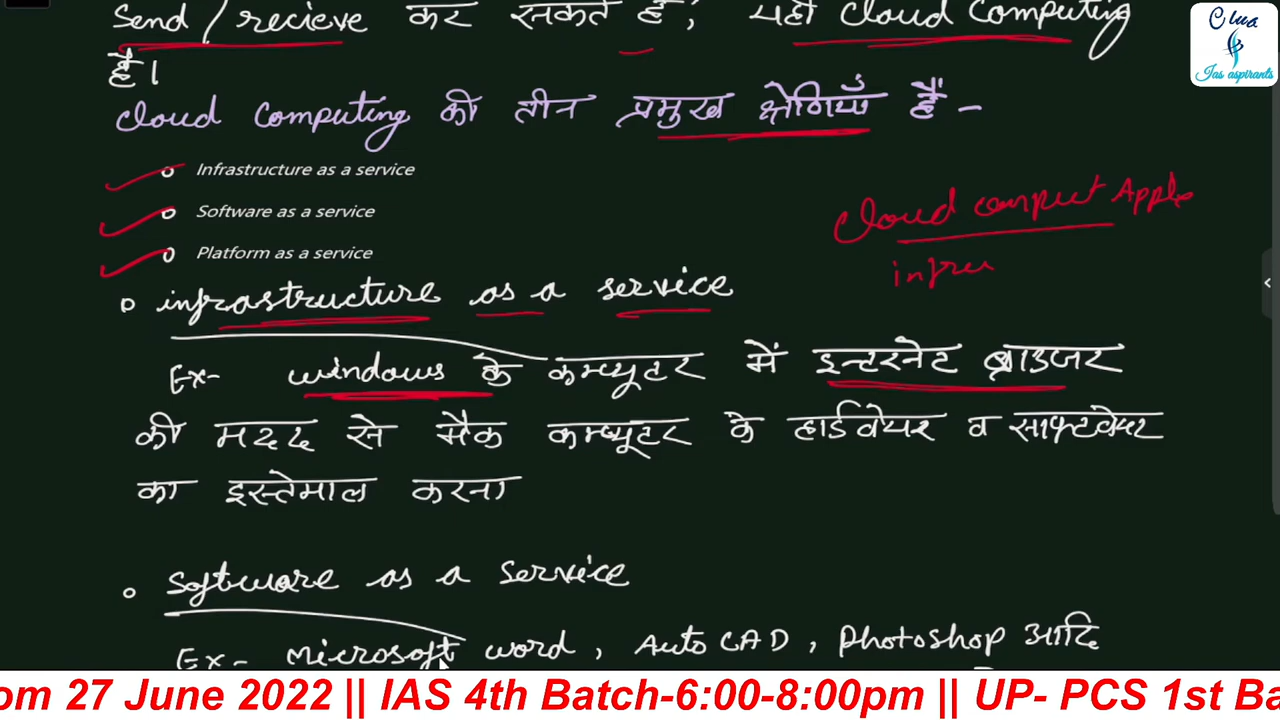 Send / recieve कर सकते हैं, यही Cloud Computing
है।
Cloud Computing की तीन प्रमुख श्रेणियाँ हैं -
Infrastructure as a service
Software as a service
Platform as a service
Cloud comput Apple
infra
infrastructure as a service
Ex- windows के कम्प्यूटर में इन्टरनेट ब्राउजर
की मदद से मैक कम्प्यूटर के हार्डवेयर व साफ्टवेयर
का इस्तेमाल करना
Software as a service
Ex- Microsoft word, Auto CAD, Photoshop आदि
om 27 June 2022 || IAS 4th Batch-6:00-8:00pm || UP- PCS 1st Ba
Ias aspirants